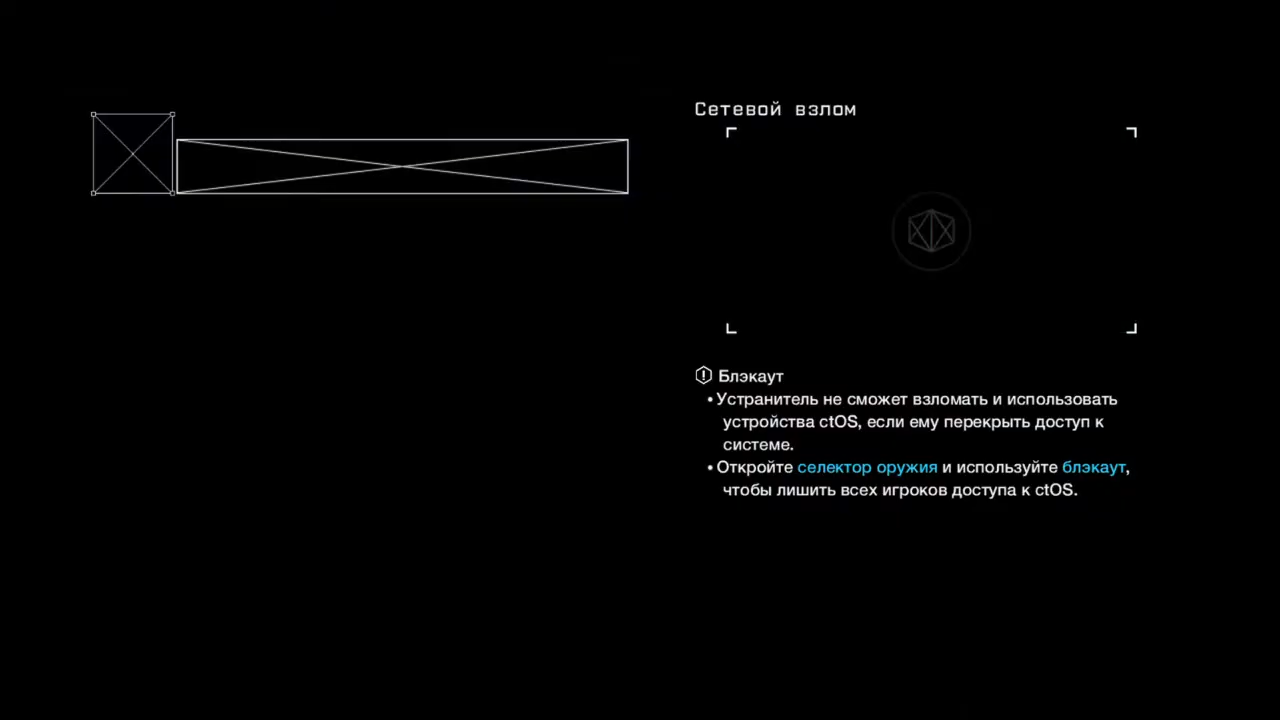 Сетевой взлом
Блэкаут
• Устранитель не сможет взломать и использовать
устройства ctOS, если ему перекрыть доступ к
системе.
• Откройте селектор оружия и используйте блэкаут,
чтобы лишить всех игроков доступа к ctOS.